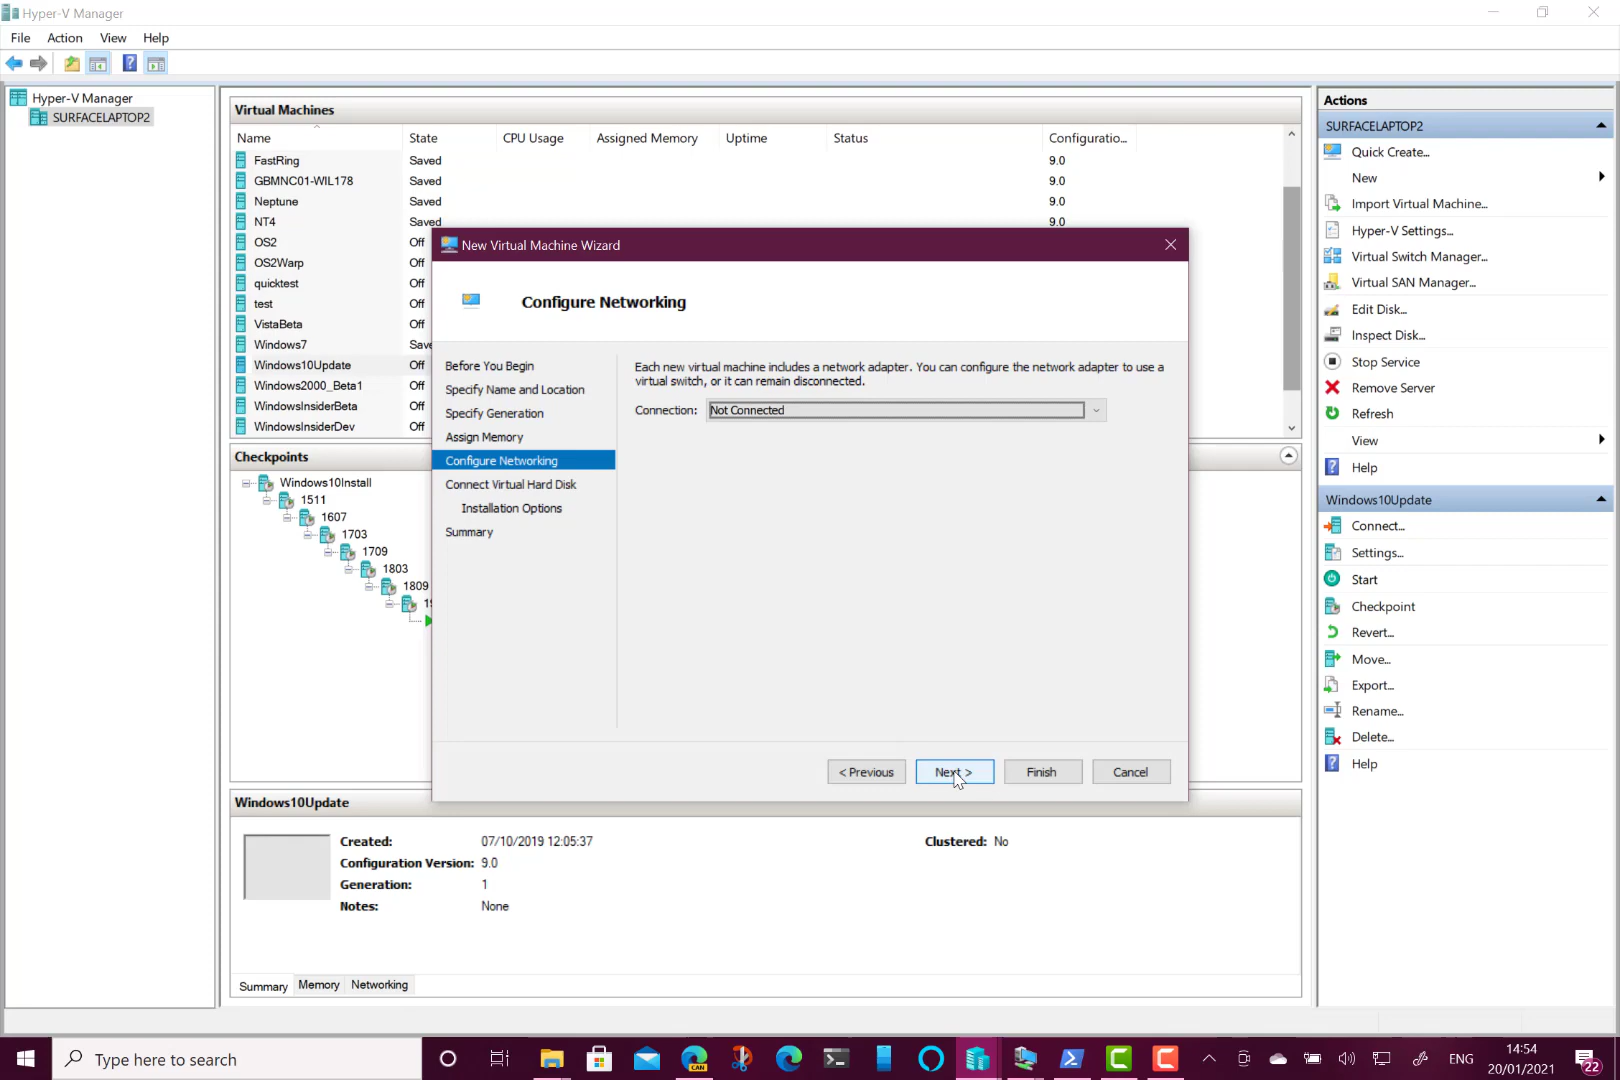 Hyper-V Manager
File Action View Help
Hyper-V Manager
SURFACELAPTOP2
Virtual Machines
Name State CPU Usage Assigned Memory Uptime Status Configuratio...
FastRing Saved 9.0
GBMNC01-WIL178 Saved 9.0
Neptune Saved 9.0
NT4 Saved 9.0
OS2 Off
OS2Warp Off
quicktest Off
test Off
VistaBeta Off
Windows7 Save
Windows10Update Off
Windows2000_Beta1 Off
WindowsInsiderBeta Off
WindowsInsiderDev Off
Checkpoints
Windows10Install
1511
1607
1703
1709
1803
1809
New Virtual Machine Wizard
Configure Networking
Before You Begin
Specify Name and Location
Specify Generation
Assign Memory
Configure Networking
Connect Virtual Hard Disk
Installation Options
Summary
Each new virtual machine includes a network adapter. You can configure the network adapter to use a
virtual switch, or it can remain disconnected.
Connection: Not Connected
< Previous Next > Finish Cancel
Windows10Update
Created: 07/10/2019 12:05:37 Clustered: No
Configuration Version: 9.0
Generation: 1
Notes: None
Summary Memory Networking
Actions
SURFACELAPTOP2
Quick Create...
New
Import Virtual Machine...
Hyper-V Settings...
Virtual Switch Manager...
Virtual SAN Manager...
Edit Disk...
Inspect Disk...
Stop Service
Remove Server
Refresh
View
Help
Windows10Update
Connect...
Settings...
Start
Checkpoint
Revert...
Move...
Export...
Rename...
Delete...
Help
Type here to search
CAN
ENG
14:54
20/01/2021
22